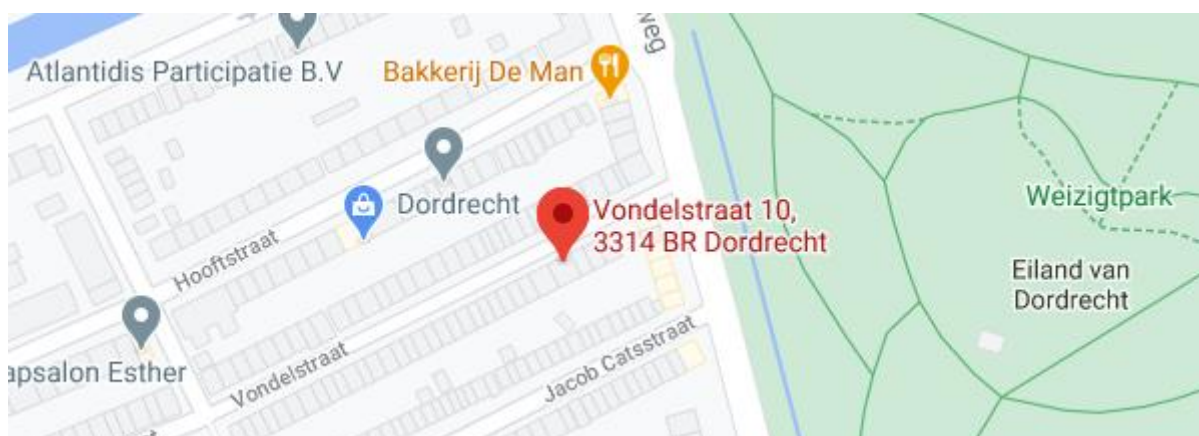 weg
Atlantidis Participatie B.V
Bakkerij De Man
Dordrecht
Vondelstraat 10,
3314 BR Dordrecht
Weizigtpark
Hooftstraat
Eiland van
Dordrecht
apsalon Esther
Vondelstraat
Jacob Catsstraat